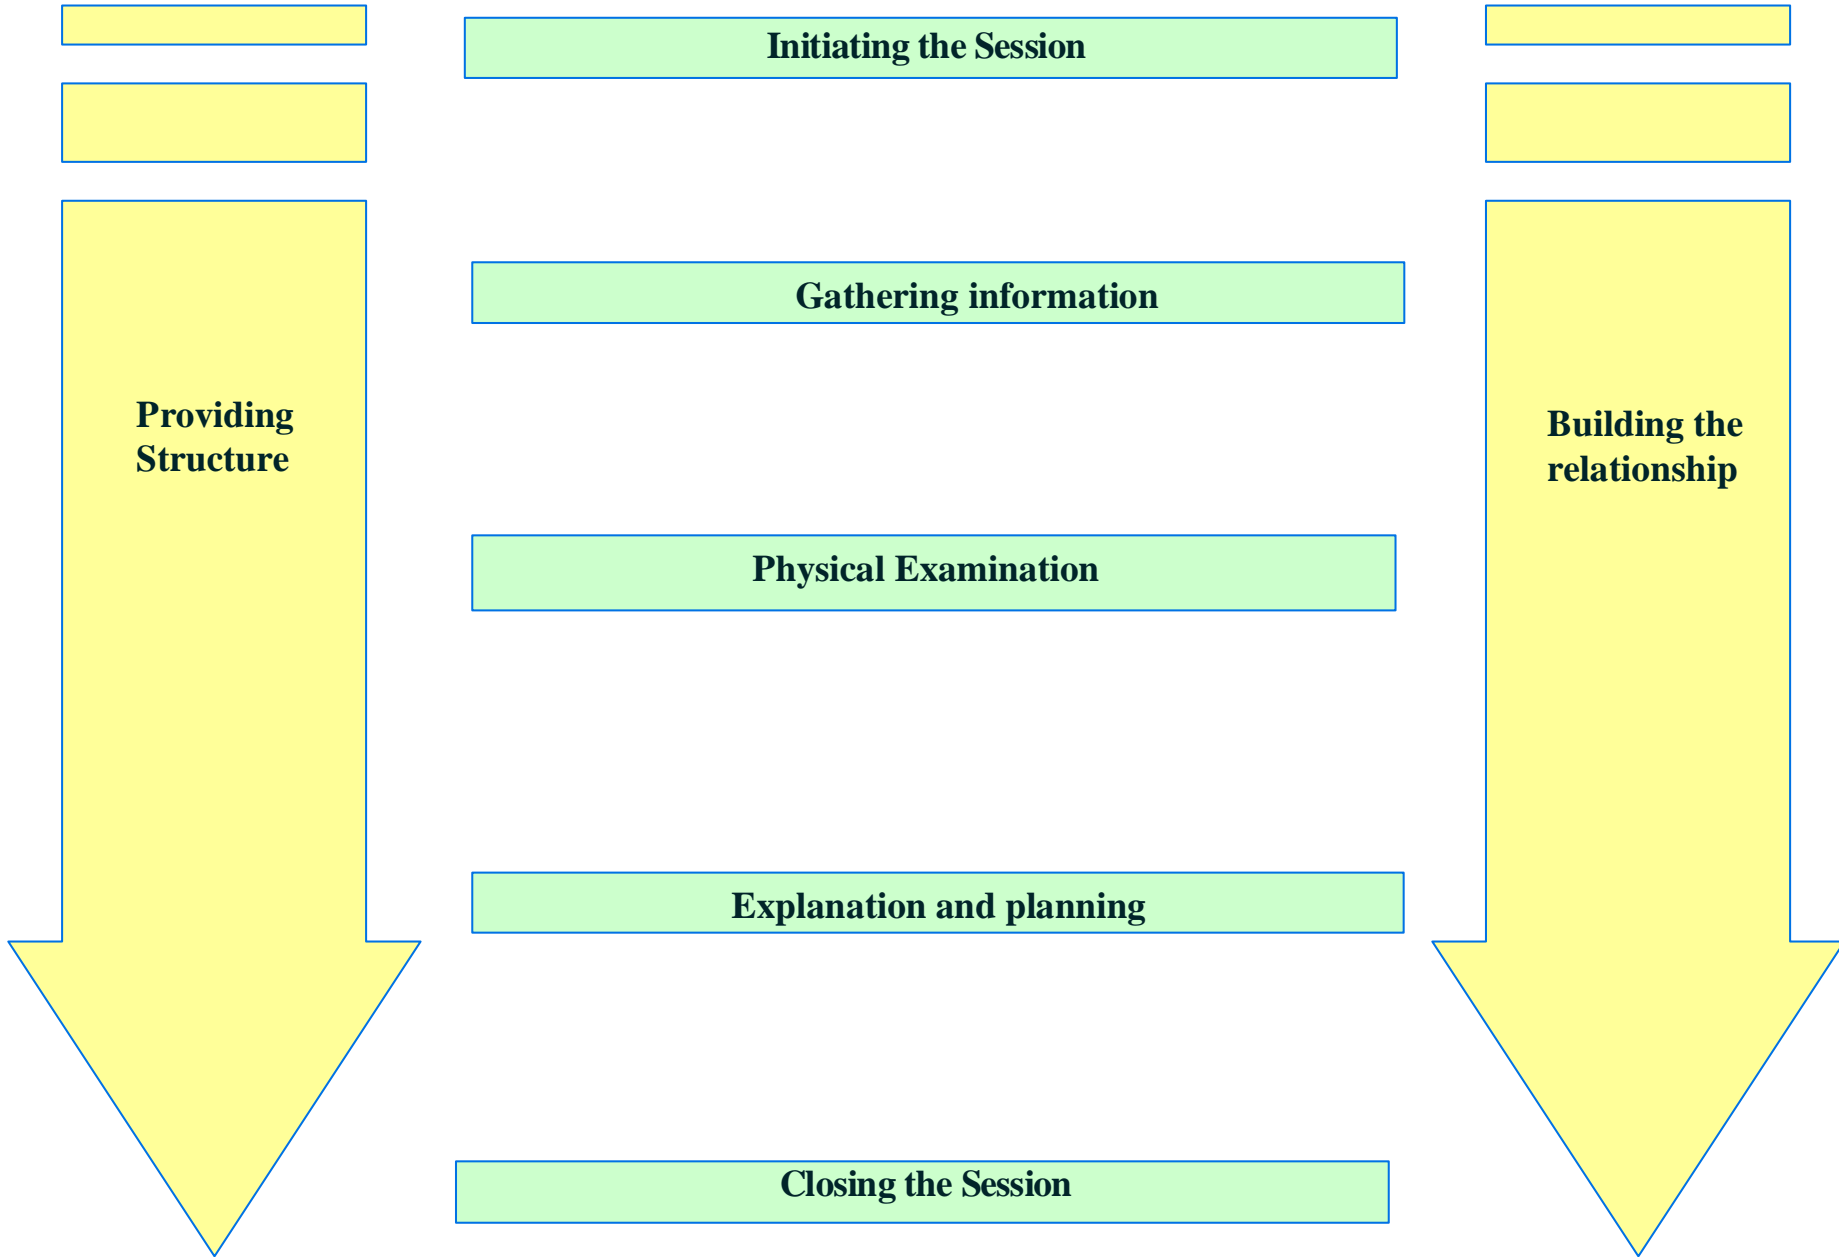 Initiating the Session
Gathering information
Providing
Structure
Building the
relationship
Physical Examination
Explanation and planning
Closing the Session